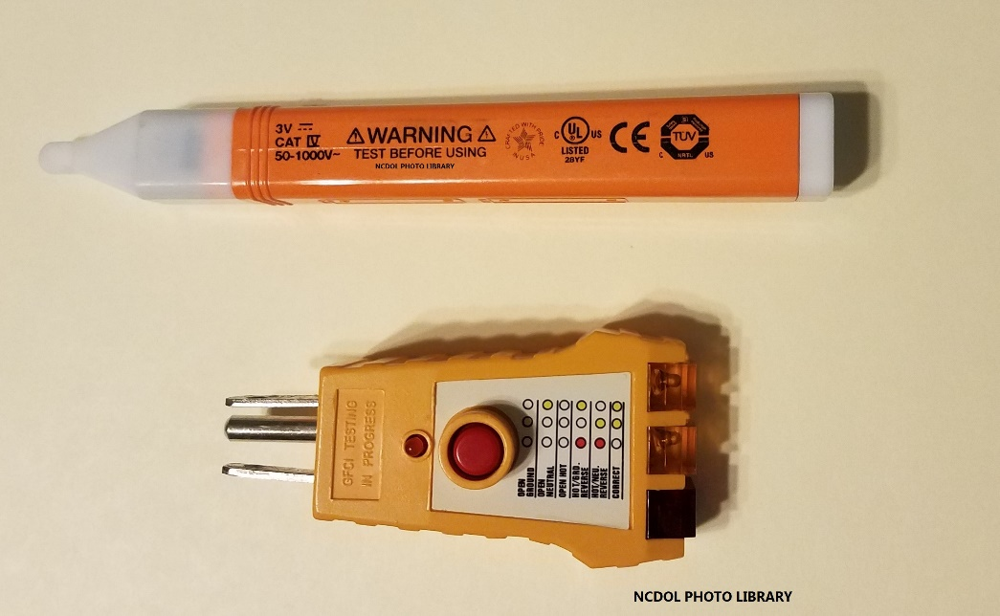 3V
CAT IV
50-1000V~
⚠WARNING⚠
TEST BEFORE USING
NCDOL PHOTO LIBRARY
CRAFTED WITH PRIDE
IN U.S.A.
C UL US
LISTED
28YF
CE
TÜV
NRTL
C US
GFCI TESTING
IN PROGRESS
OPEN
GROUND
OPEN
NEUTRAL
OPEN HOT
HOT/GRD.
REVERSE
HOT/NEU.
REVERSE
CORRECT
NCDOL PHOTO LIBRARY